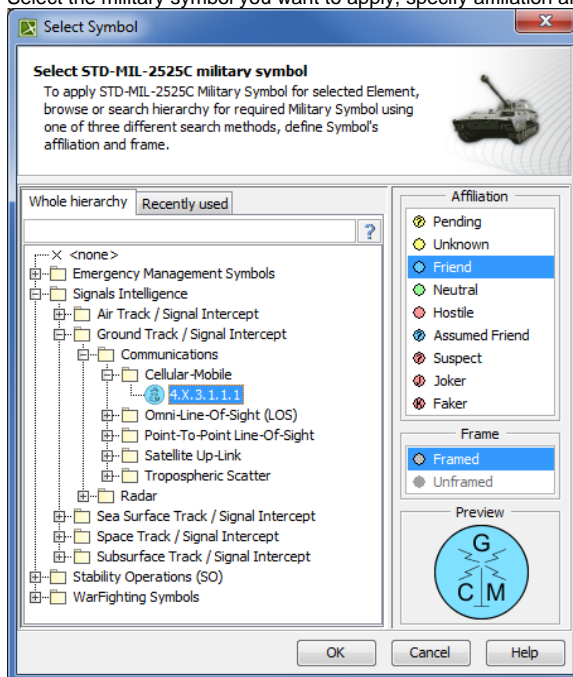 Select the military symbol you want to apply, specify affiliation a
Select Symbol
Select STD-MIL-2525C military symbol
To apply STD-MIL-2525C Military Symbol for selected Element,
browse or search hierarchy for required Military Symbol using
one of three different search methods, define Symbol's
affiliation and frame.
Whole hierarchy
Recently used
?
<none>
Emergency Management Symbols
Signals Intelligence
Air Track / Signal Intercept
Ground Track / Signal Intercept
Communications
Cellular-Mobile
4.X.3.1.1.1
Omni-Line-Of-Sight (LOS)
Point-To-Point Line-Of-Sight
Satellite Up-Link
Tropospheric Scatter
Radar
Sea Surface Track / Signal Intercept
Space Track / Signal Intercept
Subsurface Track / Signal Intercept
Stability Operations (SO)
WarFighting Symbols
Affiliation
Pending
Unknown
Friend
Neutral
Hostile
Assumed Friend
Suspect
Joker
Faker
Frame
Framed
Unframed
Preview
G
C M
OK
Cancel
Help